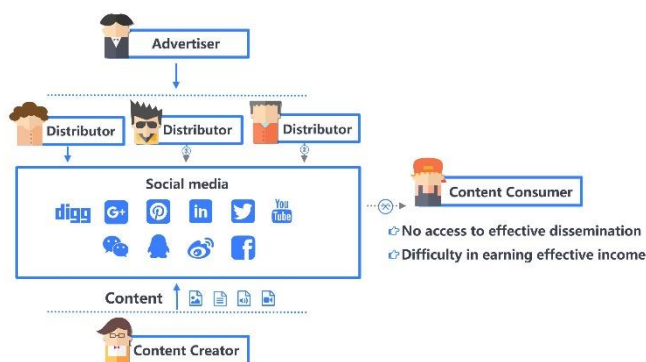 Advertiser
Distributor
Distributor
Distributor
Social media
digg G+ in You
Tube
Content Consumer
No access to effective dissemination
Difficulty in earning effective income
Content
Content Creator